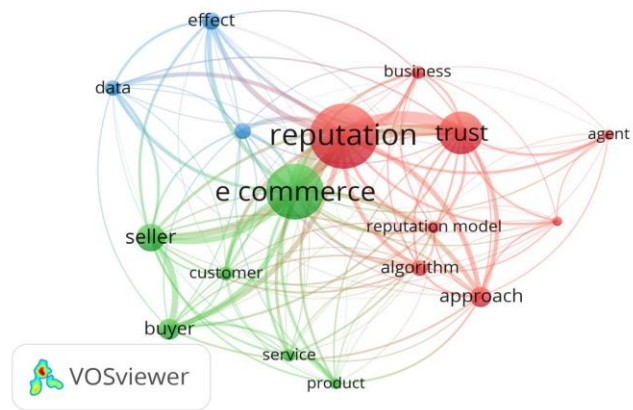 effect
data
business
reputation
trust
agent
e commerce
reputation model
seller
customer
algorithm
approach
buyer
service
product
VOSviewer